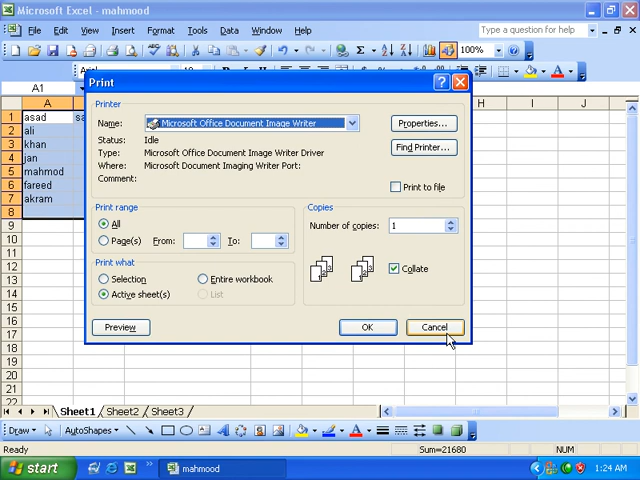 Microsoft Excel - mahmood
File Edit View Insert Format Tools Data Window Help
Type a question for help
100%
A1
Print
Printer
Name: Microsoft Office Document Image Writer
Properties...
Status: Idle
Type: Microsoft Office Document Image Writer Driver
Find Printer...
Where: Microsoft Document Imaging Writer Port:
Comment:
Print to file
Print range
All
Page(s) From: To:
Copies
Number of copies: 1
Collate
Print what
Selection Entire workbook
Active sheet(s) List
Preview OK Cancel
A H I J K
1 asad
2 ali
3 khan
4 jan
5 mahmod
6 fareed
7 akram
8
9
10
11
12
13
14
15
16
17
18
19
20
21
22
Sheet1 Sheet2 Sheet3
Draw AutoShapes
Ready Sum=21680 NUM
start mahmood 1:24 AM